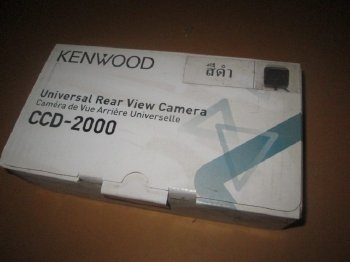 KENWOOD
สีดำ
Universal Rear View Camera
Caméra de Vue Arrière Universelle
CCD-2000